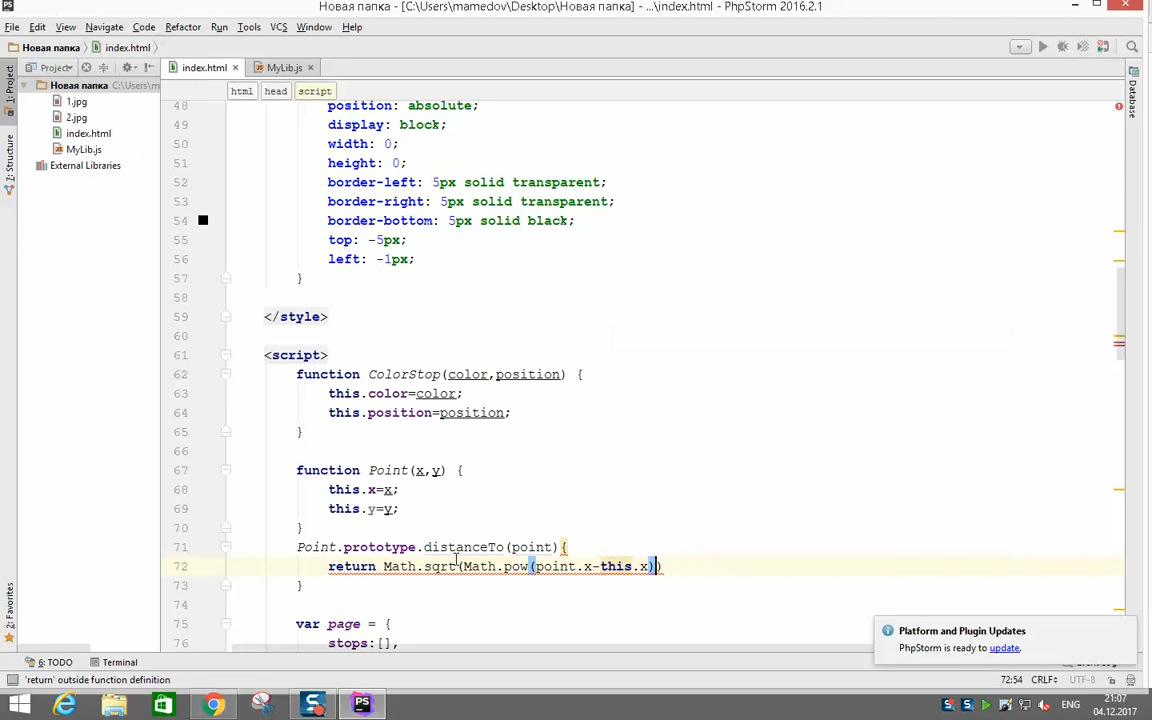 Новая папка - [C:\Users\mamedov\Desktop\Новая папка] - ...\index.html - PhpStorm 2016.2.1
File Edit View Navigate Code Refactor Run Tools VCS Window Help
Новая папка index.html
Project index.html MyLib.js
1: Project
7: Structure
2: Favorites
Database
Новая папка C:\Users\m
1.jpg
2.jpg
index.html
MyLib.js
External Libraries
html head script
48 position: absolute;
49 display: block;
50 width: 0;
51 height: 0;
52 border-left: 5px solid transparent;
53 border-right: 5px solid transparent;
54 border-bottom: 5px solid black;
55 top: -5px;
56 left: -1px;
57 }
58
59 </style>
60
61 <script>
62 function ColorStop(color,position) {
63 this.color=color;
64 this.position=position;
65 }
66
67 function Point(x,y) {
68 this.x=x;
69 this.y=y;
70 }
71 Point.prototype.distanceTo(point){
72 return Math.sqrt(Math.pow(point.x-this.x))
73 }
74
75 var page = {
76 stops:[],
Platform and Plugin Updates
PhpStorm is ready to update.
6: TODO Terminal
'return' outside function definition 72:54 CRLF UTF-8
ENG 21:07
04.12.2017